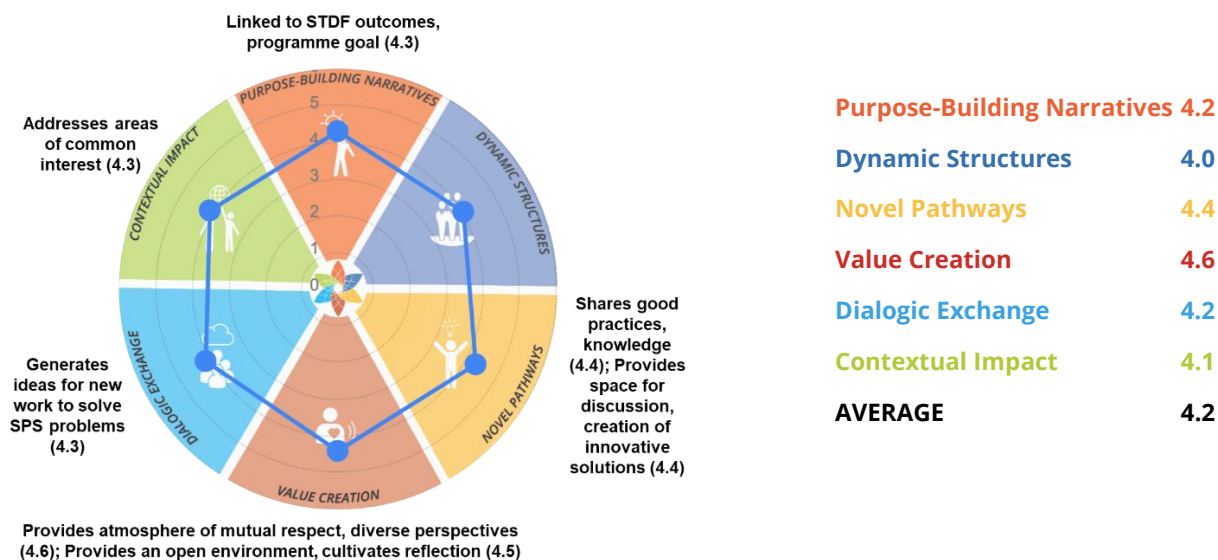 Linked to STDF outcomes,
programme goal (4.3)
PURPOSE-BUILDING NARRATIVES
Addresses areas
of common
interest (4.3)
CONTEXTUAL IMPACT
DYNAMIC STRUCTURES
5
4
3
2
1
0
Generates
ideas for new
work to solve
SPS problems
(4.3)
DIALOGIC EXCHANGE
NOVEL PATHWAYS
Shares good
practices,
knowledge
(4.4); Provides
space for
discussion,
creation of
innovative
solutions (4.4)
VALUE CREATION
Provides atmosphere of mutual respect, diverse perspectives
(4.6); Provides an open environment, cultivates reflection (4.5)
Purpose-Building Narratives 4.2
Dynamic Structures 4.0
Novel Pathways 4.4
Value Creation 4.6
Dialogic Exchange 4.2
Contextual Impact 4.1
AVERAGE 4.2